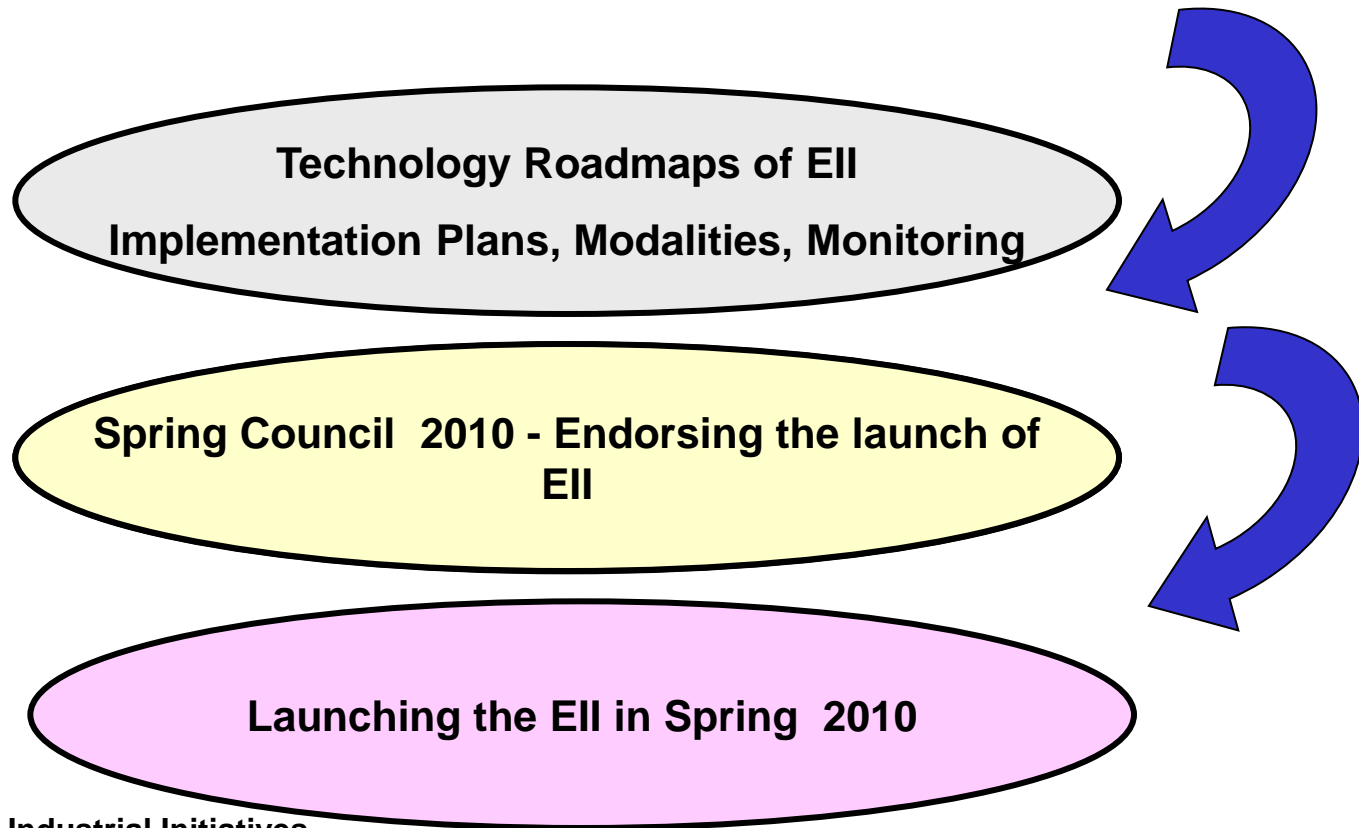 Technology Roadmaps of EII
Implementation Plans, Modalities, Monitoring
Spring Council 2010 - Endorsing the launch of
EII
Launching the EII in Spring 2010
Industrial Initiatives